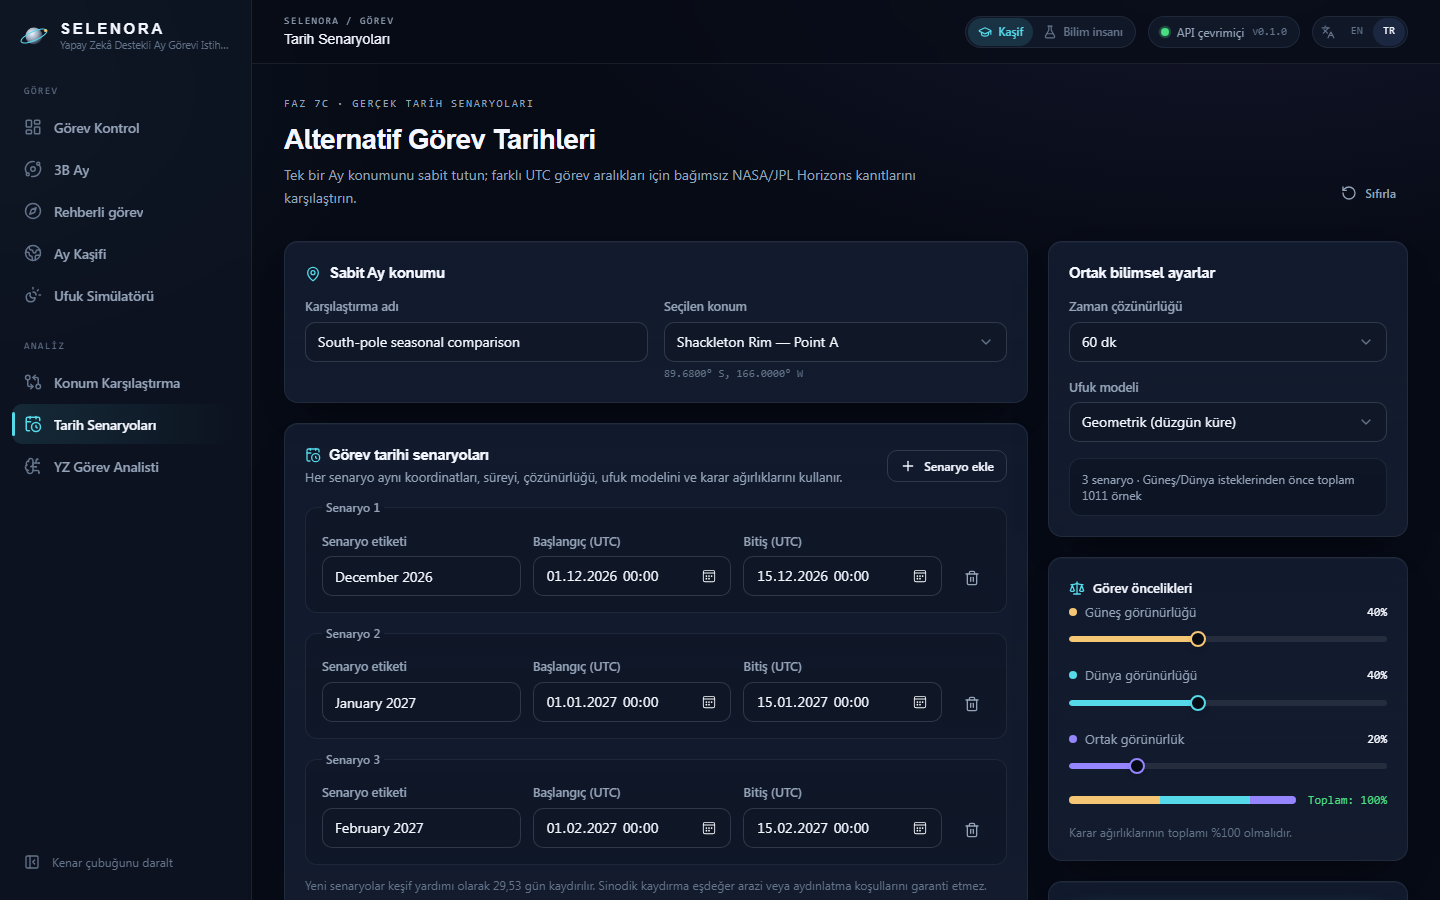 SELENORA
Yapay Zekâ Destekli Ay Görevi İstih...
GÖREV
Görev Kontrol
3B Ay
Rehberli görev
Ay Kaşifi
Ufuk Simülatörü
ANALİZ
Konum Karşılaştırma
Tarih Senaryoları
YZ Görev Analisti
Kenar çubuğunu daralt
SELENORA / GÖREV
Tarih Senaryoları
Kaşif
Bilim insanı
API çevrimiçi v0.1.0
EN
TR
FAZ 7C · GERÇEK TARİH SENARYOLARI
Alternatif Görev Tarihleri
Tek bir Ay konumunu sabit tutun; farklı UTC görev aralıkları için bağımsız NASA/JPL Horizons kanıtlarını
karşılaştırın.
Sıfırla
Sabit Ay konumu
Karşılaştırma adı
South-pole seasonal comparison
Seçilen konum
Shackleton Rim — Point A
89.6800° S, 166.0000° W
Görev tarihi senaryoları
Her senaryo aynı koordinatları, süreyi, çözünürlüğü, ufuk modelini ve karar ağırlıklarını kullanır.
Senaryo ekle
Senaryo 1
Senaryo etiketi
Başlangıç (UTC)
Bitiş (UTC)
December 2026
01.12.2026 00:00
15.12.2026 00:00
Senaryo 2
Senaryo etiketi
Başlangıç (UTC)
Bitiş (UTC)
January 2027
01.01.2027 00:00
15.01.2027 00:00
Senaryo 3
Senaryo etiketi
Başlangıç (UTC)
Bitiş (UTC)
February 2027
01.02.2027 00:00
15.02.2027 00:00
Yeni senaryolar keşif yardımı olarak 29,53 gün kaydırılır. Sinodik kaydırma eşdeğer arazi veya aydınlatma koşullarını garanti etmez.
Ortak bilimsel ayarlar
Zaman çözünürlüğü
60 dk
Ufuk modeli
Geometrik (düzgün küre)
3 senaryo · Güneş/Dünya isteklerinden önce toplam
1011 örnek
Görev öncelikleri
Güneş görünürlüğü
40%
Dünya görünürlüğü
40%
Ortak görünürlük
20%
Toplam: 100%
Karar ağırlıklarının toplamı %100 olmalıdır.